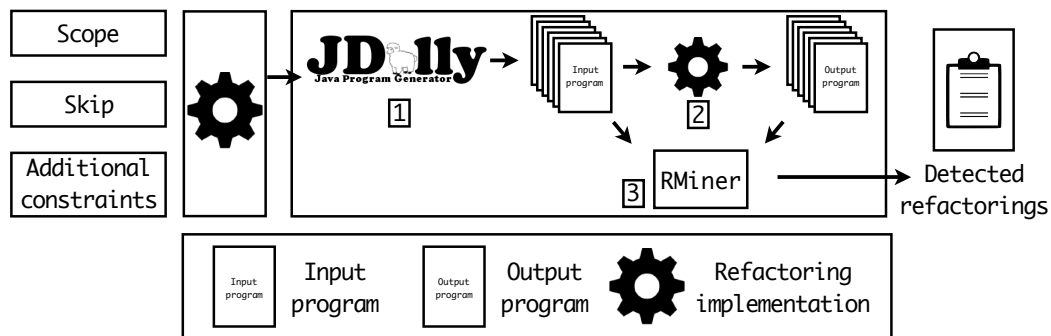 Scope
Skip
Additional
constraints
JDolly
Java Program Generator
1
Input
program
2
Output
program
3
RMiner
Detected
refactorings
Input
program
Input
program
Output
program
Output
program
Refactoring
implementation